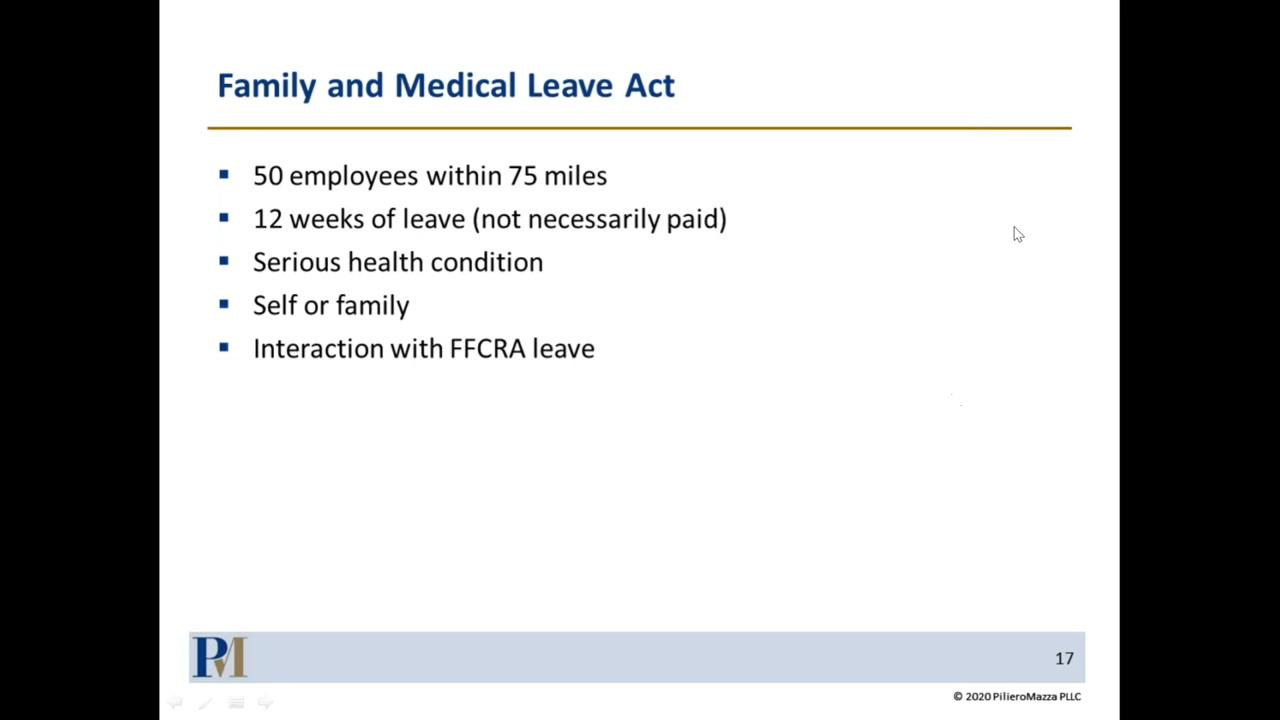 Family and Medical Leave Act
50 employees within 75 miles
12 weeks of leave (not necessarily paid)
Serious health condition
Self or family
Interaction with FFCRA leave
PM
17
© 2020 PilieroMazza PLLC